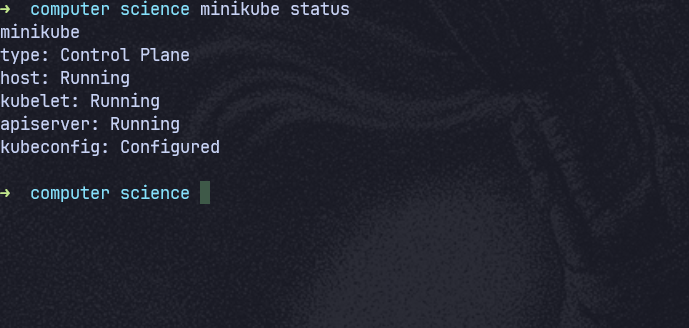 → computer science minikube status
minikube
type: Control Plane
host: Running
kubelet: Running
apiserver: Running
kubeconfig: Configured
→ computer science